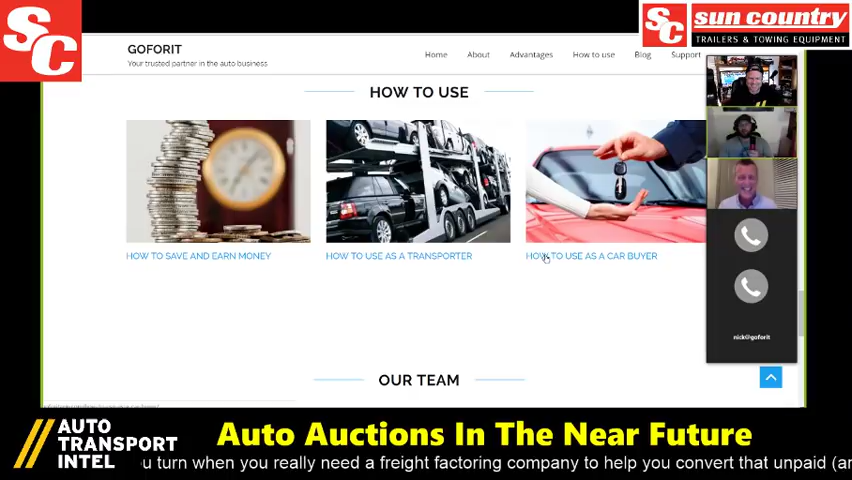 SC
SC
sun country
TRAILERS & TOWING EQUIPMENT
GOFORIT
Your trusted partner in the auto business
Home
About
Advantages
How to use
Blog
Support
HOW TO USE
HOW TO SAVE AND EARN MONEY
HOW TO USE AS A TRANSPORTER
HOW TO USE AS A CAR BUYER
nick@goforit
OUR TEAM
AUTO
TRANSPORT
INTEL
Auto Auctions In The Near Future
u turn when you really need a freight factoring company to help you convert that unpaid (ar